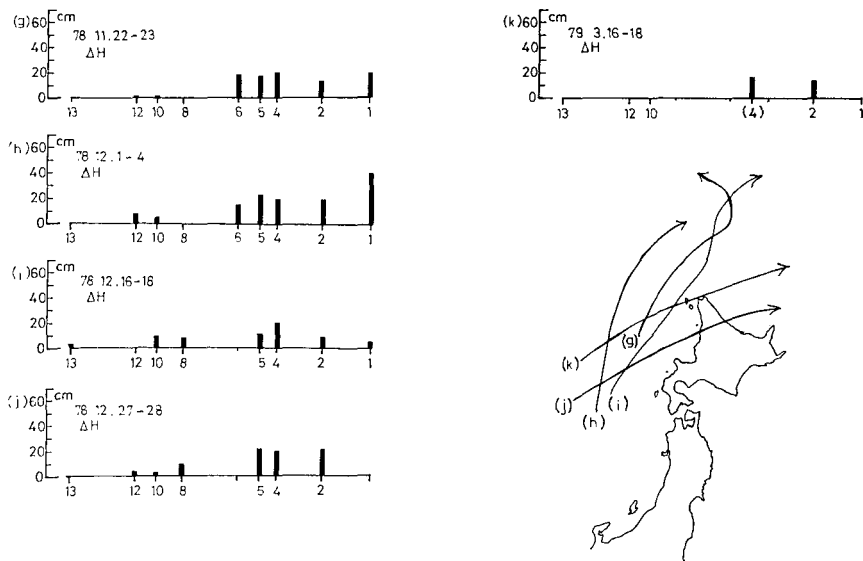 (g) 60 cm
40
20
0
78 11.22-23
ΔH
13 12 10 8 6 5 4 2 1
(h) 60 cm
40
20
0
78 12.1-4
ΔH
13 12 10 8 6 5 4 2 1
(i) 60 cm
40
20
0
78 12.16-18
ΔH
13 10 8 5 4 2 1
(j) 60 cm
40
20
0
78 12.27-28
ΔH
13 12 10 8 5 4 2 1
(k) 60 cm
40
20
0
79 3.16-18
ΔH
13 12 10 (4) 2 1
(g)
(k)
(j)
(i)
(h)